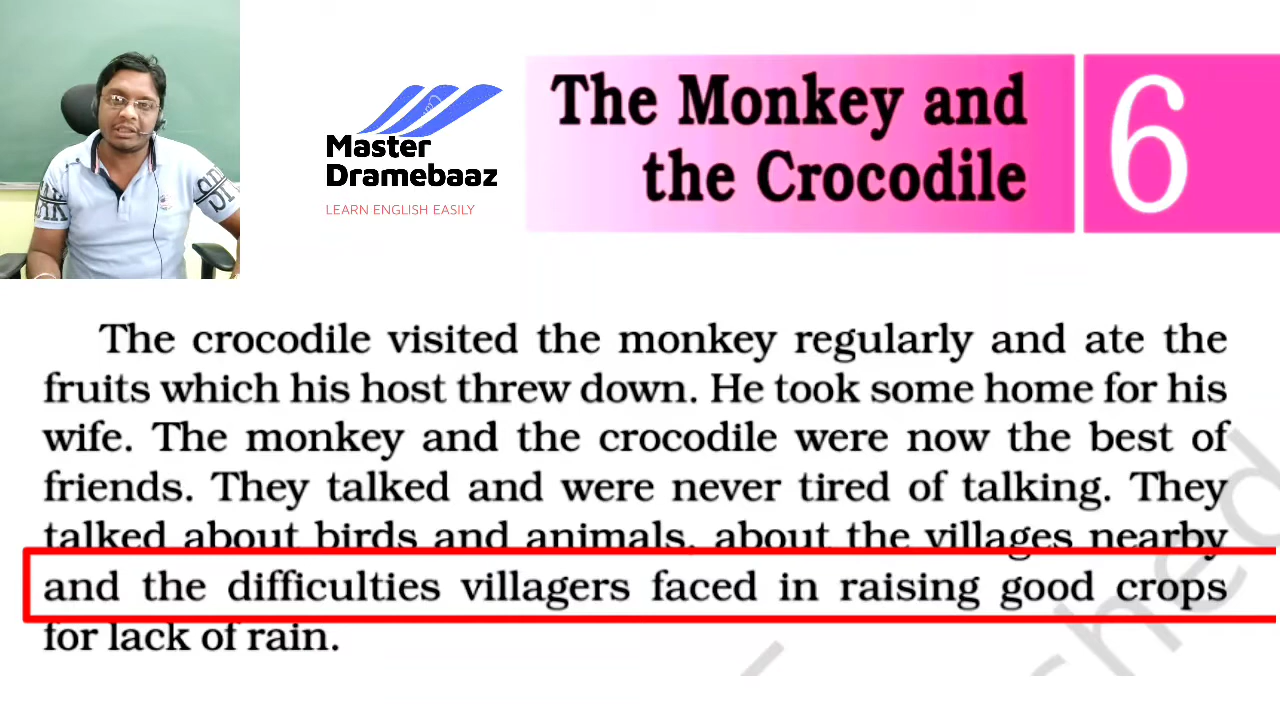 Master
Dramebaaz
LEARN ENGLISH EASILY
The Monkey and
the Crocodile
6
The crocodile visited the monkey regularly and ate the
fruits which his host threw down. He took some home for his
wife. The monkey and the crocodile were now the best of
friends. They talked and were never tired of talking. They
talked about birds and animals, about the villages nearby
and the difficulties villagers faced in raising good crops
for lack of rain.